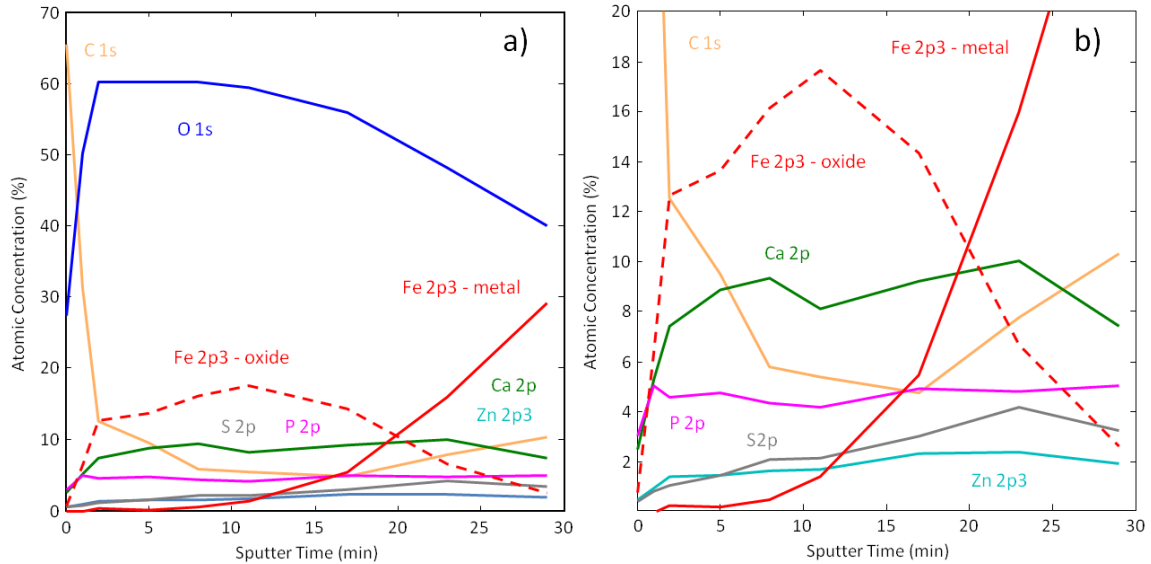 a)
70
60
50
40
30
20
10
0
Atomic Concentration (%)
C 1s
O 1s
Fe 2p3 - metal
Fe 2p3 - oxide
Ca 2p
Zn 2p3
S 2p
P 2p
0 5 10 15 20 25 30
Sputter Time (min)
b)
20
18
16
14
12
10
8
6
4
2
Atomic Concentration (%)
C 1s
Fe 2p3 - metal
Fe 2p3 - oxide
Ca 2p
P 2p
S2p
Zn 2p3
0 5 10 15 20 25 30
Sputter Time (min)